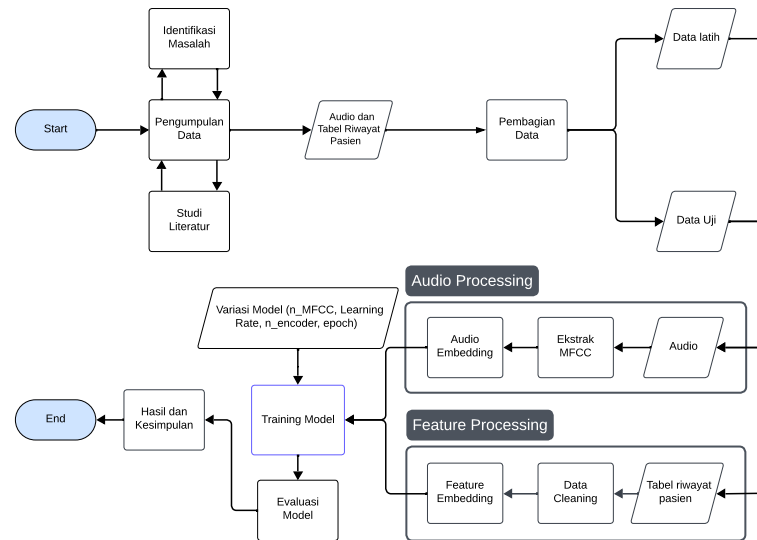 Identifikasi
Masalah
Start
Pengumpulan
Data
Studi
Literatur
Audio dan
Tabel Riwayat
Pasien
Pembagian
Data
Data latih
Data Uji
Audio Processing
Variasi Model (n_MFCC, Learning
Rate, n_encoder, epoch)
Audio
Embedding
Ekstrak
MFCC
Audio
End
Hasil dan
Kesimpulan
Training Model
Feature Processing
Evaluasi
Model
Feature
Embedding
Data
Cleaning
Tabel riwayat
pasien